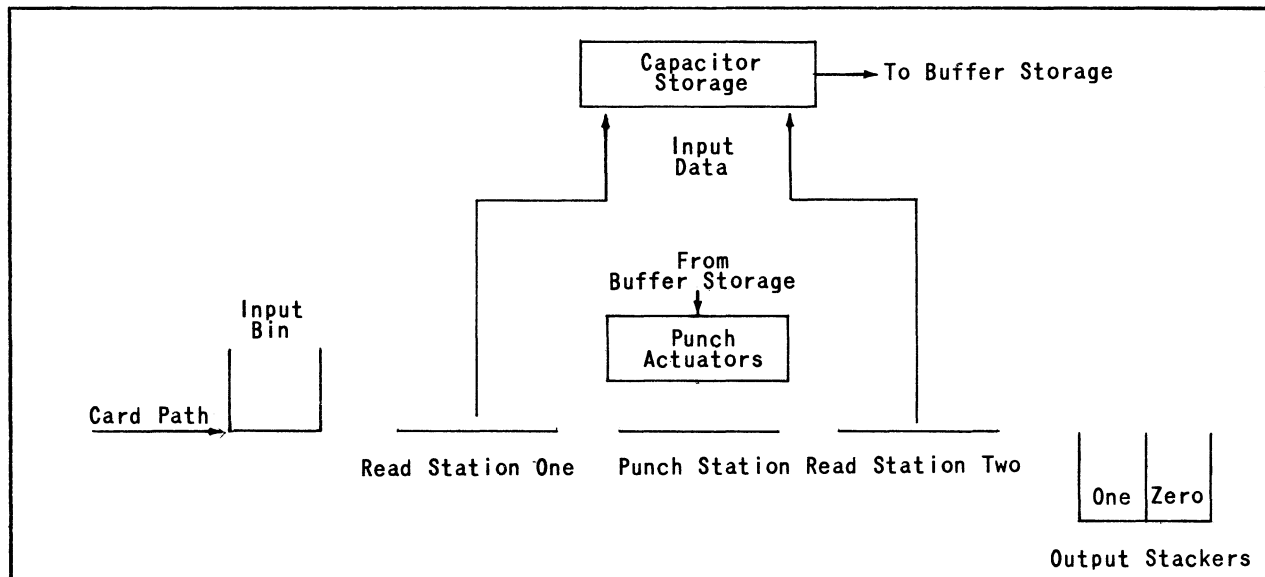 Capacitor
Storage
To Buffer Storage
Input
Data
From
Buffer Storage
Input
Bin
Punch
Actuators
Card Path
Read Station One
Punch Station
Read Station Two
One
Zero
Output Stackers